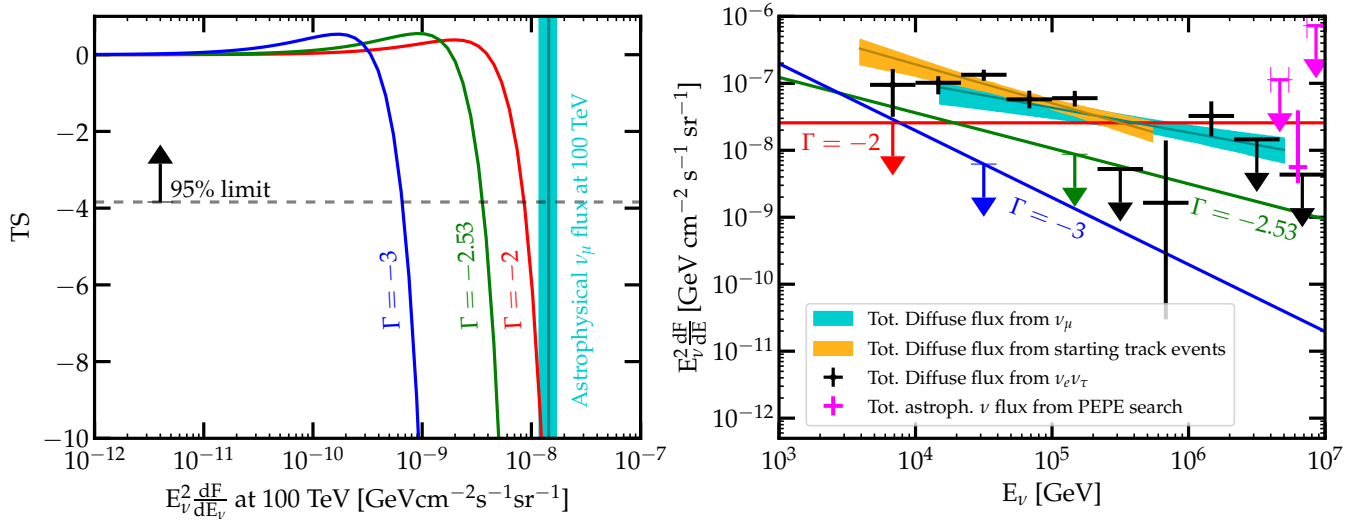 TS
0
−2
−4
−6
−8
−10
95% limit
Γ = −3
Γ = −2.53
Γ = −2
Astrophysical νμ flux at 100 TeV
10⁻¹² 10⁻¹¹ 10⁻¹⁰ 10⁻⁹ 10⁻⁸ 10⁻⁷
E²ν dF/dEν at 100 TeV [GeVcm⁻²s⁻¹sr⁻¹]
E²ν dF/dE [GeV cm⁻² s⁻¹ sr⁻¹]
10⁻⁶
10⁻⁷
10⁻⁸
10⁻⁹
10⁻¹⁰
10⁻¹¹
10⁻¹²
Γ = −2
Γ = −3
Γ = −2.53
Tot. Diffuse flux from νμ
Tot. Diffuse flux from starting track events
Tot. Diffuse flux from νeντ
Tot. astroph. ν flux from PEPE search
10³ 10⁴ 10⁵ 10⁶ 10⁷
Eν [GeV]